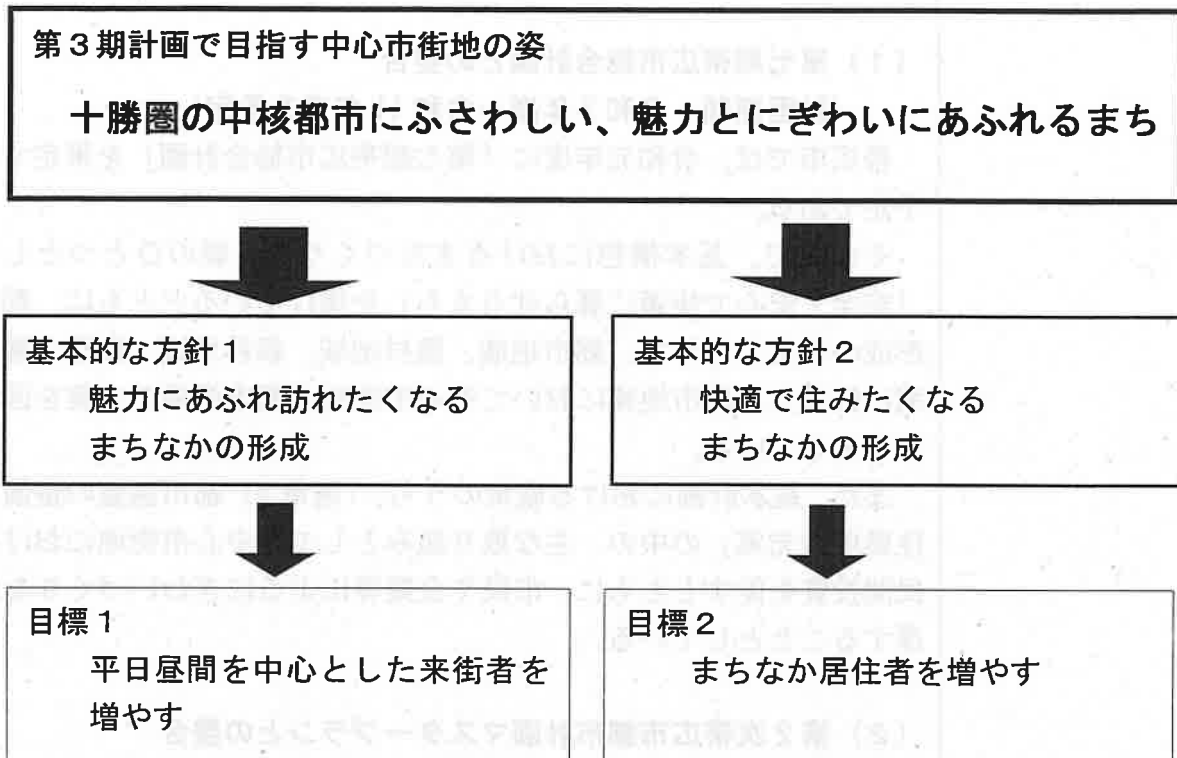 第3期計画で目指す中心市街地の姿
十勝圏の中核都市にふさわしい、魅力とにぎわいにあふれるまち
基本的な方針1
魅力にあふれ訪れたくなる
まちなかの形成
基本的な方針2
快適で住みたくなる
まちなかの形成
目標1
平日昼間を中心とした来街者を
増やす
目標2
まちなか居住者を増やす